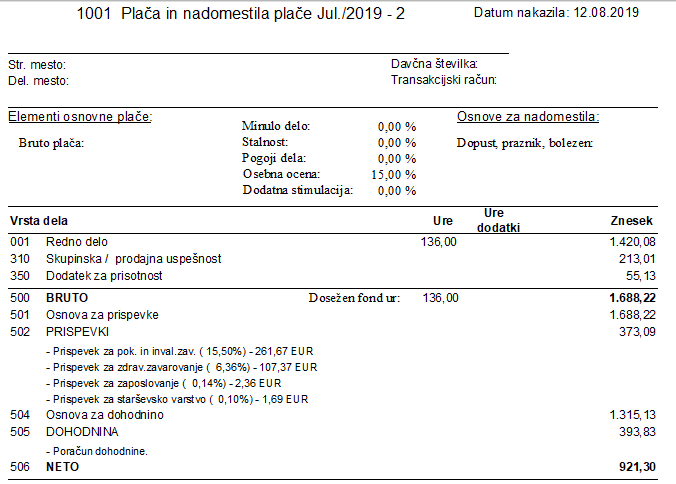 1001 Plača in nadomestila plače Jul./2019 - 2 Datum nakazila: 12.08.2019
Str. mesto: Davčna številka:
Del. mesto: Transakcijski račun:
Elementi osnovne plače: Osnove za nadomestila:
Minulo delo: 0,00 %
Bruto plača: Stalnost: 0,00 % Dopust, praznik, bolezen:
Pogoji dela: 0,00 %
Osebna ocena: 15,00 %
Dodatna stimulacija: 0,00 %
Vrsta dela Ure Ure dodatki Znesek
001 Redno delo 136,00 1.420,08
310 Skupinska / prodajna uspešnost 213,01
350 Dodatek za prisotnost 55,13
500 BRUTO Dosežen fond ur: 136,00 1.688,22
501 Osnova za prispevke 1.688,22
502 PRISPEVKI 373,09
- Prispevek za pok. in inval.zav. ( 15,50%) - 261,67 EUR
- Prispevek za zdrav.zavarovanje ( 6,36%) - 107,37 EUR
- Prispevek za zaposlovanje ( 0,14%) - 2,36 EUR
- Prispevek za starševsko varstvo ( 0,10%) - 1,69 EUR
504 Osnova za dohodnino 1.315,13
505 DOHODNINA 393,83
- Poračun dohodnine.
506 NETO 921,30